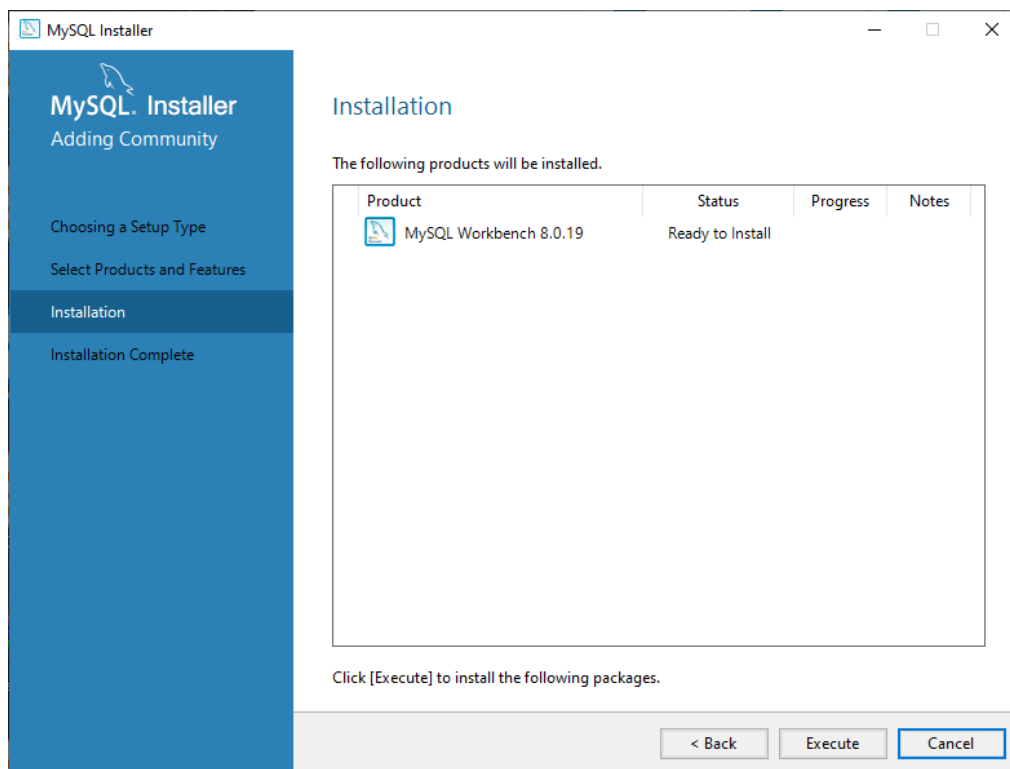 MySQL Installer
MySQL. Installer
Adding Community
Choosing a Setup Type
Select Products and Features
Installation
Installation Complete
Installation
The following products will be installed.
Product Status Progress Notes
MySQL Workbench 8.0.19 Ready to Install
Click [Execute] to install the following packages.
< Back Execute Cancel